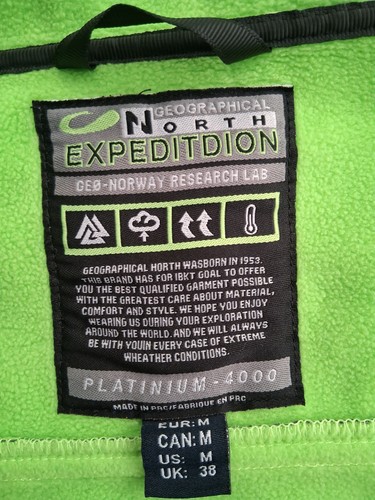 GEOGRAPHICAL
NORTH
EXPEDITDION
GEØ-NORWAY RESEARCH LAB
GEOGRAPHICAL NORTH WASBORN IN 1953.
THIS BRAND HAS FOR IBKT GOAL TO OFFER
YOU THE BEST QUALIFIED GARMENT POSSIBLE
WITH THE GREATEST CARE ABOUT MATERIAL,
COMFORT AND STYLE. WE HOPE YOU ENJOY
WEARING US DURING YOUR EXPLORATION
AROUND THE WORLD. AND WE WILL ALWAYS
BE WITH YOUIN EVERY CASE OF EXTREME
WHEATHER CONDITIONS.
PLATINIUM-4000
MADE IN PRC/FABRIQUE EN PRC
EUR: M
CAN: M
US: M
UK: 38